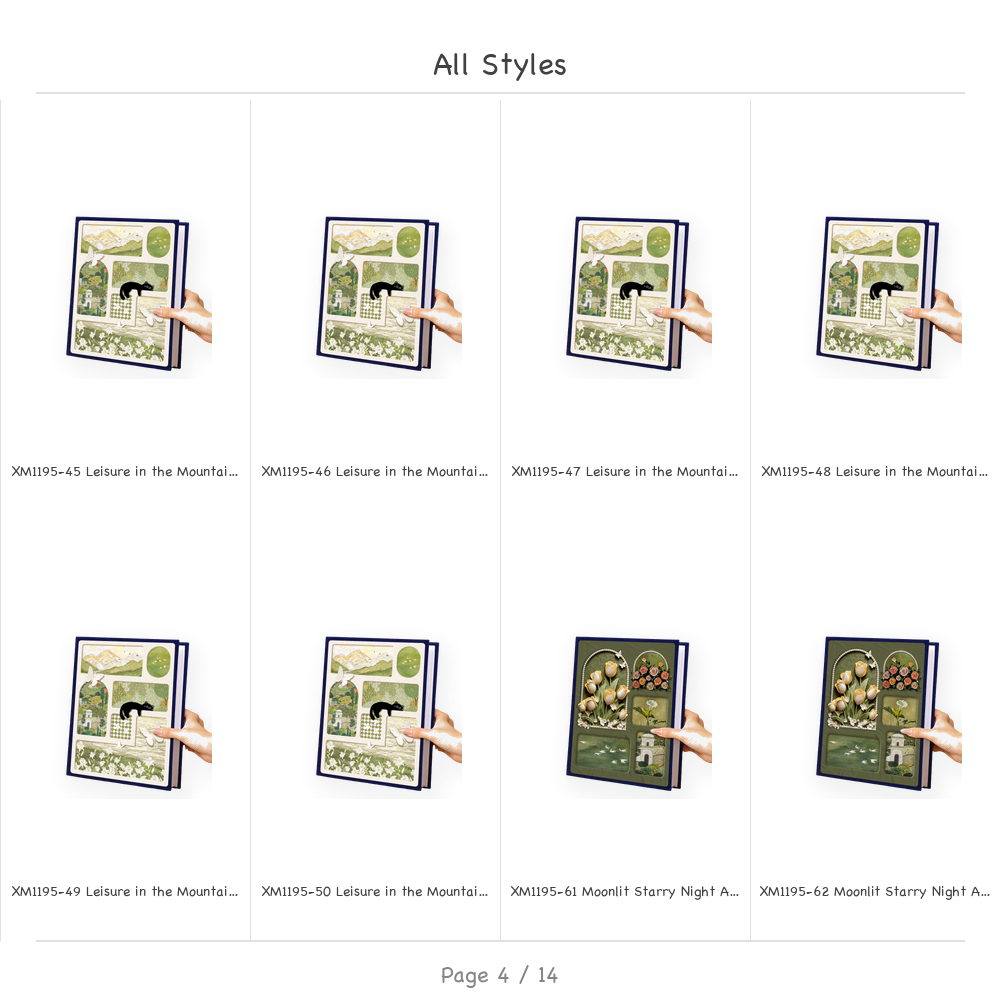 All Styles
XM1195-45 Leisure in the Mountai...
XM1195-46 Leisure in the Mountai...
XM1195-47 Leisure in the Mountai...
XM1195-48 Leisure in the Mountai...
XM1195-49 Leisure in the Mountai...
XM1195-50 Leisure in the Mountai...
XM1195-61 Moonlit Starry Night A...
XM1195-62 Moonlit Starry Night A...
Page 4 / 14